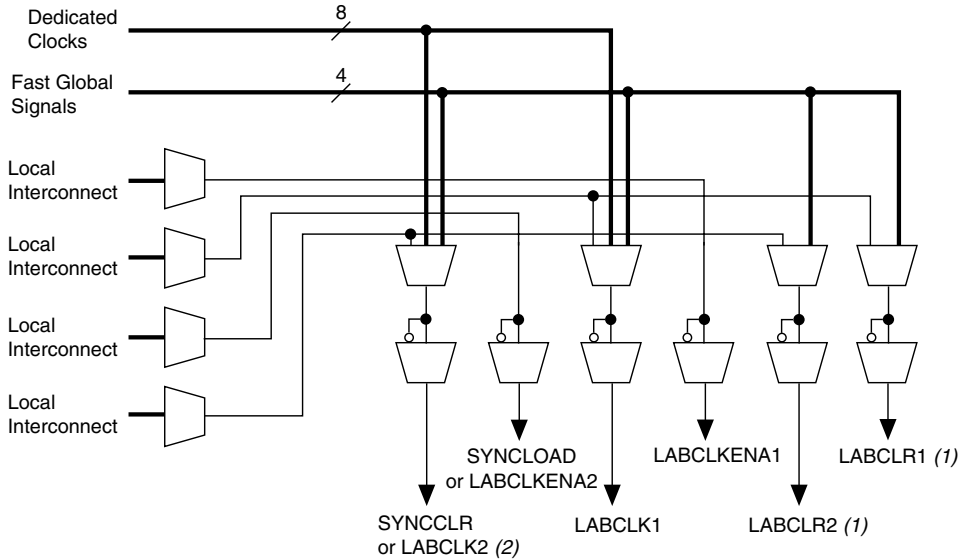 Dedicated
Clocks
8
Fast Global
Signals
4
Local
Interconnect
Local
Interconnect
Local
Interconnect
Local
Interconnect
SYNCLOAD
or LABCLKENA2
LABCLKENA1
LABCLR1 (1)
SYNCCLR
or LABCLK2 (2)
LABCLK1
LABCLR2 (1)